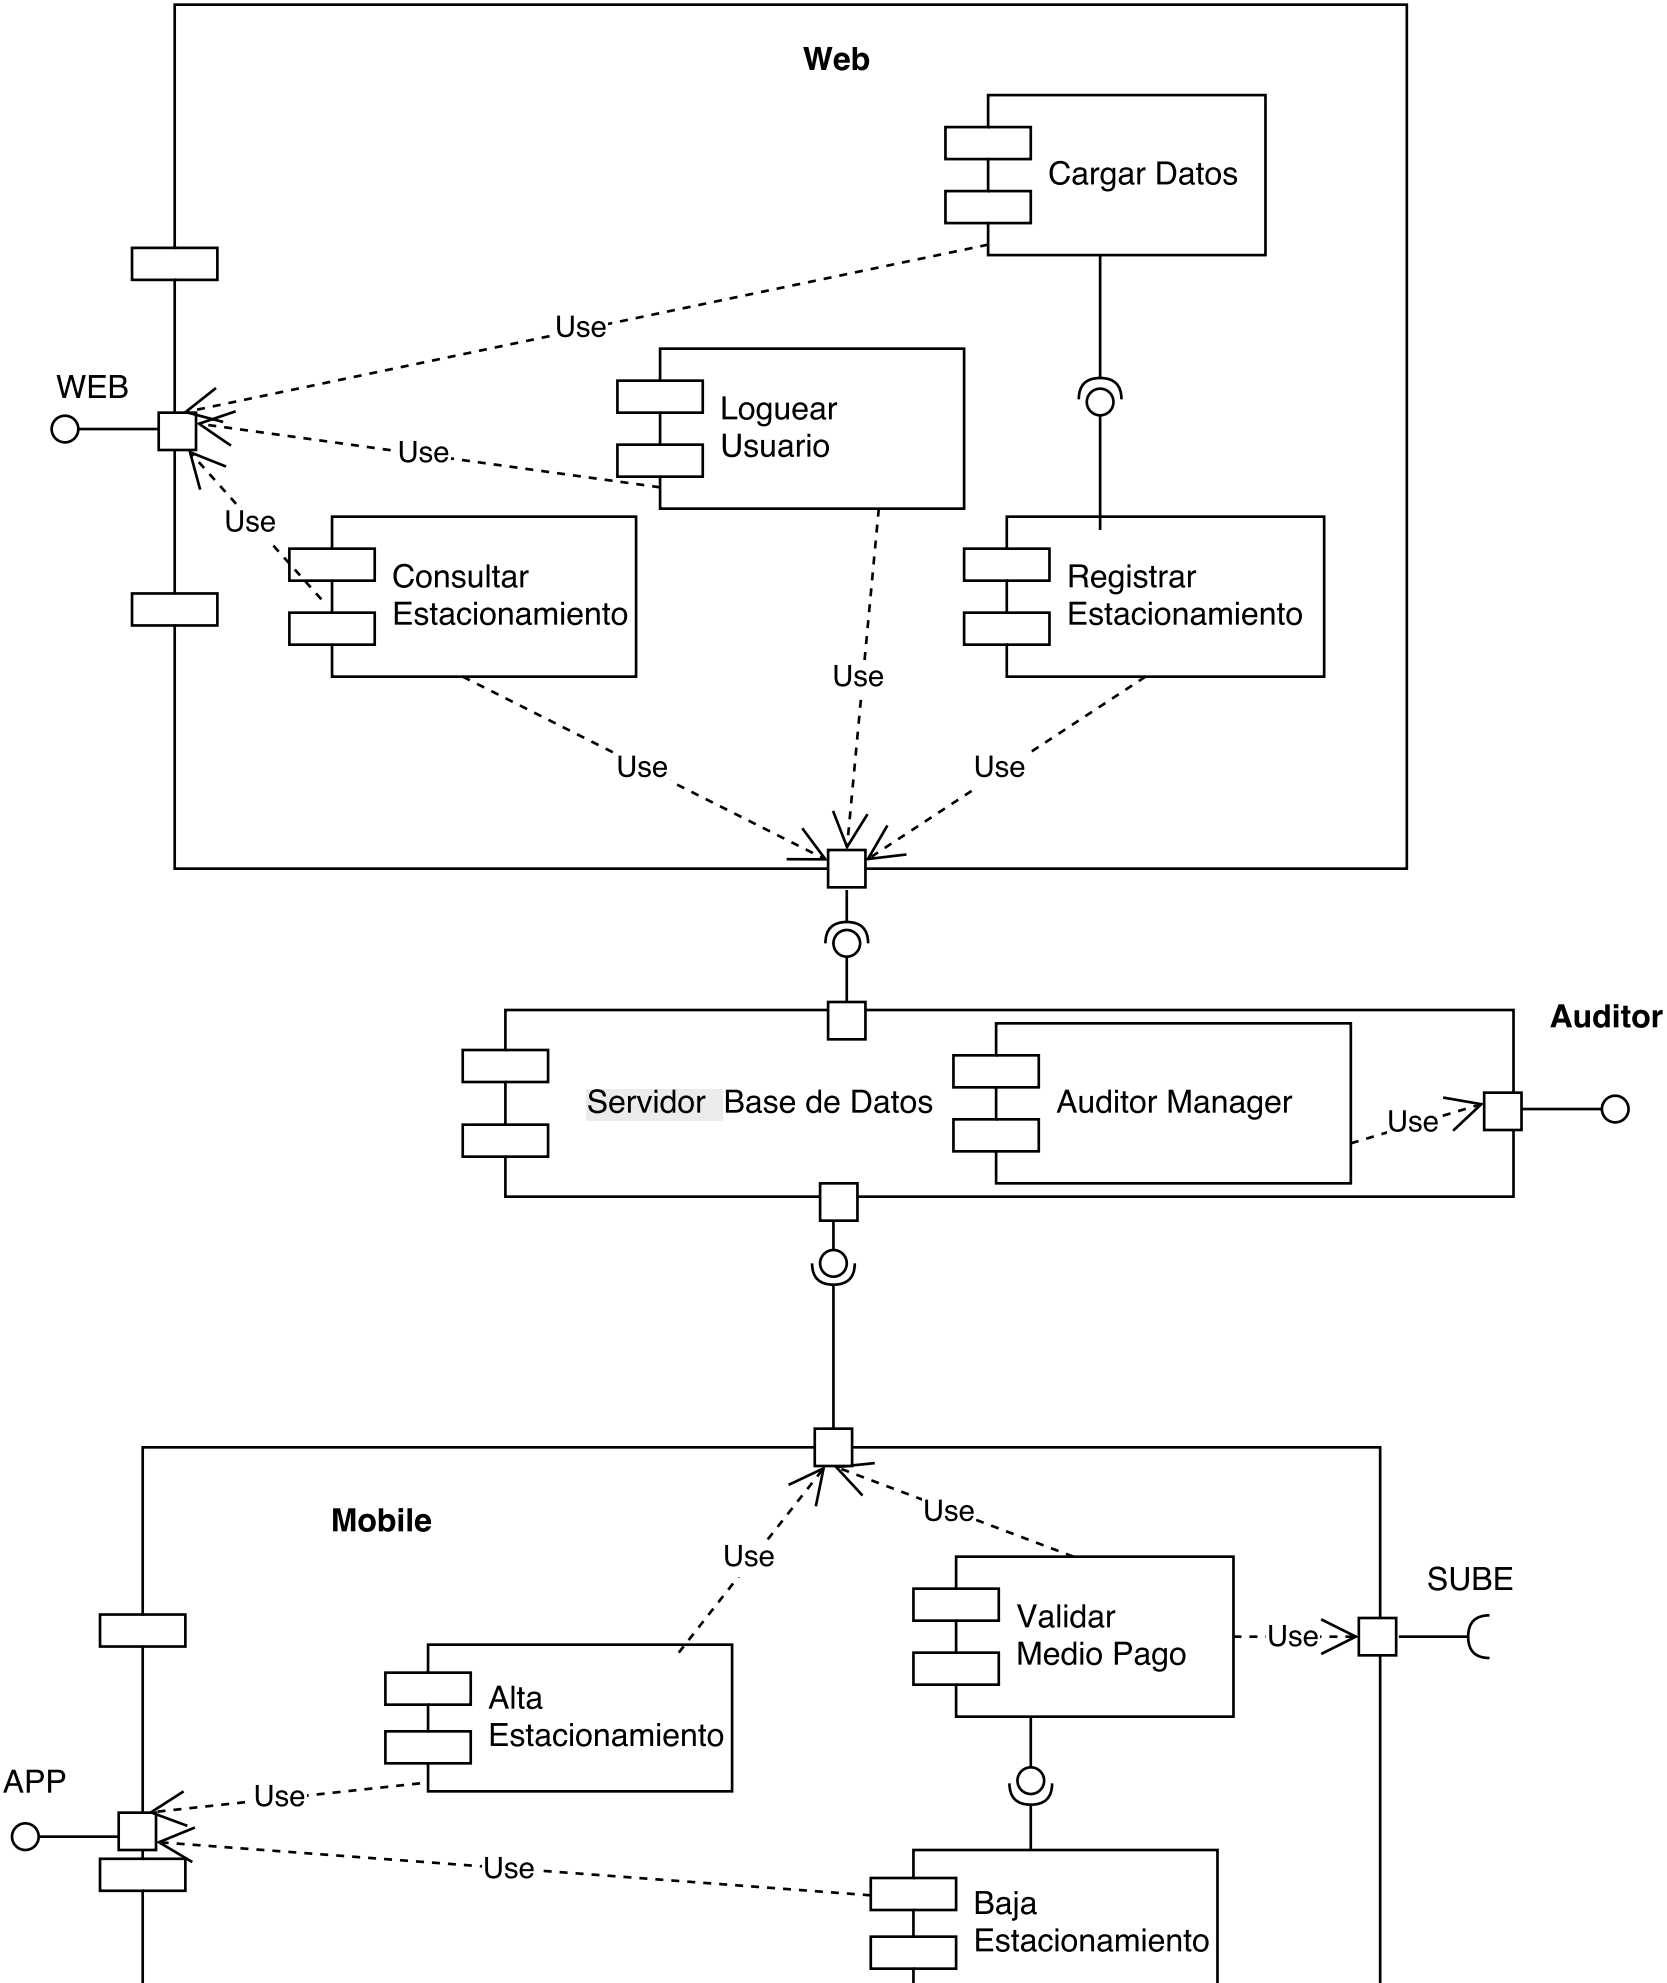 Web
Cargar Datos
Use
WEB
Loguear
Usuario
Use
Use
Consultar
Estacionamiento
Registrar
Estacionamiento
Use
Use
Use
Auditor
Servidor Base de Datos
Auditor Manager
Use
Mobile
Use
Use
SUBE
Validar
Medio Pago
Use
Alta
Estacionamiento
APP
Use
Use
Baja
Estacionamiento